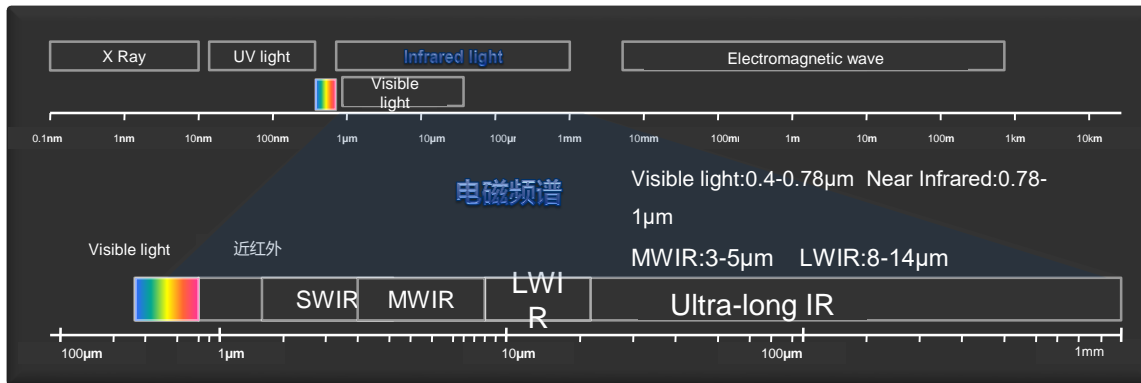 X Ray
UV light
Infrared light
Electromagnetic wave
Visible
light
0.1nm
1nm
10nm
100nm
1μm
10μm
100μr
1mm
10mm
100mı
1m
10m
100m
1km
10km
电磁频谱
Visible light:0.4-0.78μm Near Infrared:0.78-
1μm
MWIR:3-5μm LWIR:8-14μm
Visible light
近红外
SWIR
MWIR
LWI
R
Ultra-long IR
100μm
1μm
10μm
100μm
1mm